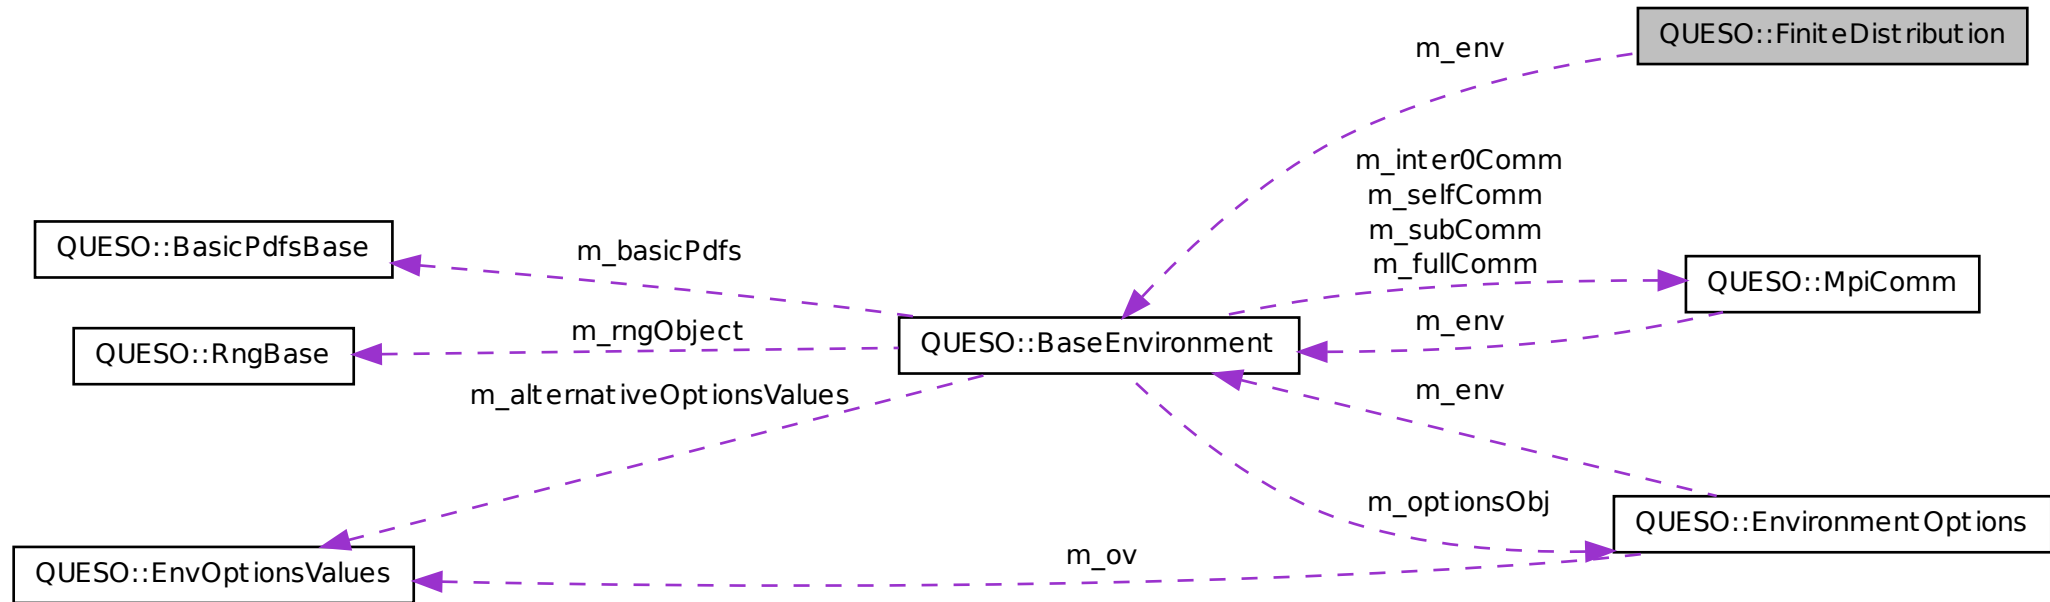 QUESO::FiniteDistribution
m_env
m_inter0Comm
m_selfComm
m_subComm
m_fullComm
QUESO::BasicPdfsBase
m_basicPdfs
QUESO::MpiComm
QUESO::RngBase
m_rngObject
QUESO::BaseEnvironment
m_env
m_alternativeOptionsValues
m_env
m_optionsObj
QUESO::EnvironmentOptions
m_ov
QUESO::EnvOptionsValues